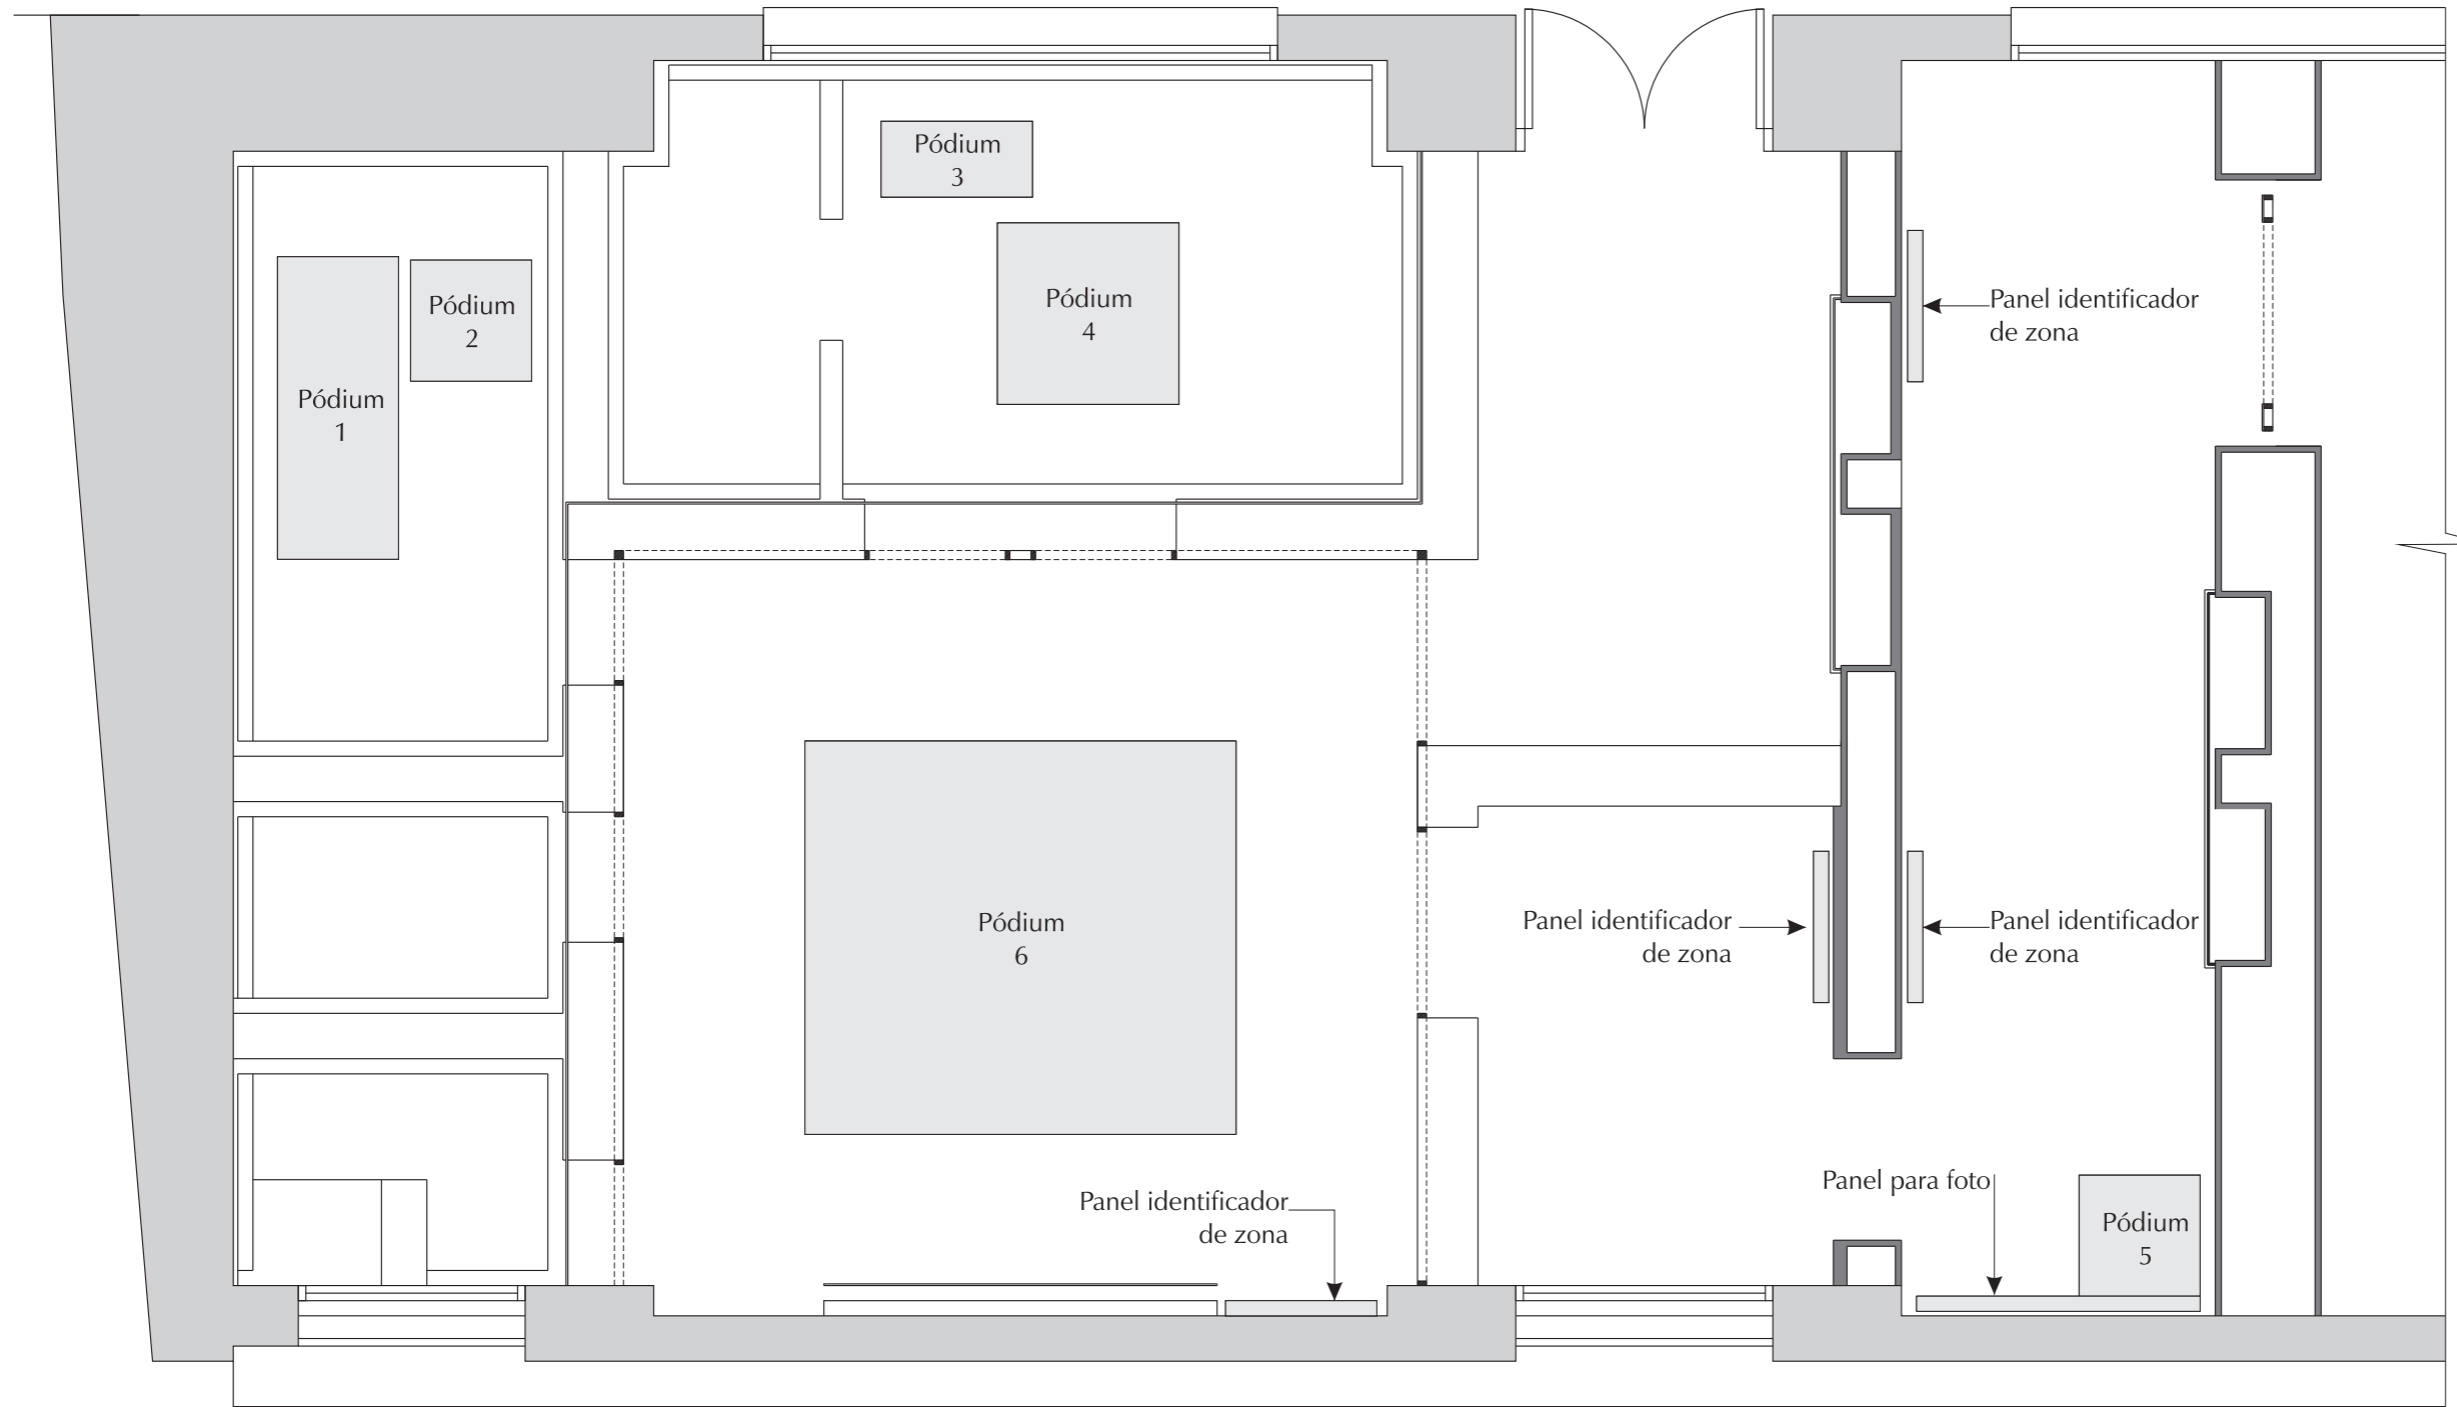 Pódium
3
Pódium
2
Pódium
4
Panel identificador
de zona
Pódium
1
Pódium
6
Panel identificador
de zona
Panel identificador
de zona
Panel identificador
de zona
Panel para foto
Pódium
5